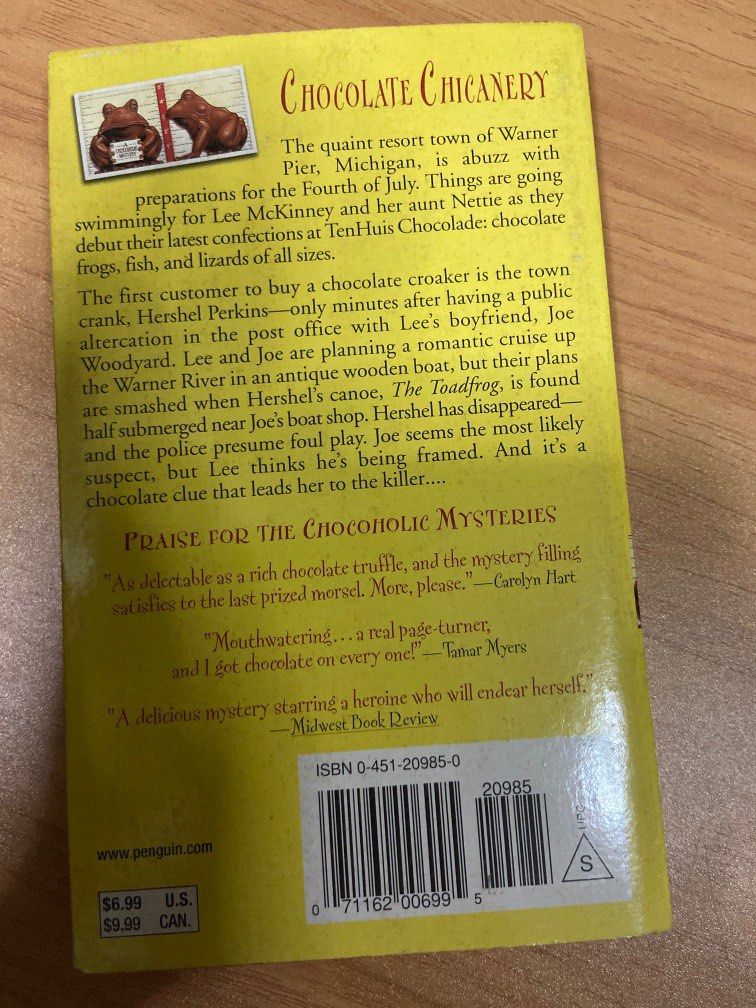 CHOCOLATE CHICANERY
The quaint resort town of Warner
Pier, Michigan, is abuzz with
preparations for the Fourth of July. Things are going
swimmingly for Lee McKinney and her aunt Nettie as they
debut their latest confections at TenHuis Chocolade: chocolate
frogs, fish, and lizards of all sizes.
The first customer to buy a chocolate croaker is the town
crank, Hershel Perkins—only minutes after having a public
altercation in the post office with Lee's boyfriend, Joe
Woodyard. Lee and Joe are planning a romantic cruise up
the Warner River in an antique wooden boat, but their plans
are smashed when Hershel's canoe, The Toadfrog, is found
half submerged near Joe's boat shop. Hershel has disappeared—
and the police presume foul play. Joe seems the most likely
suspect, but Lee thinks he's being framed. And it's a
chocolate clue that leads her to the killer....
PRAISE FOR THE CHOCOHOLIC MYSTERIES
"As delectable as a rich chocolate truffle, and the mystery filling
satisfies to the last prized morsel. More, please."—Carolyn Hart
"Mouthwatering...a real page-turner,
and I got chocolate on every one!"—Tamar Myers
"A delicious mystery starring a heroine who will endear herself."
—Midwest Book Review
ISBN 0-451-20985-0
20985
UPC
S
0 71162 00699 5
www.penguin.com
$6.99 U.S.
$9.99 CAN.